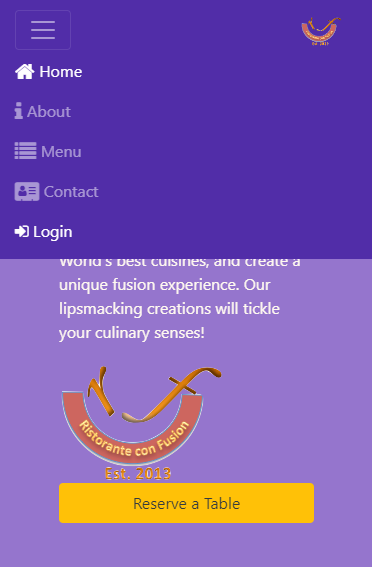 Home
About
Menu
Contact
Login
World's best cuisines, and create a
unique fusion experience. Our
lipsmacking creations will tickle
your culinary senses!
Ristorante con Fusion
Est. 2013
Reserve a Table